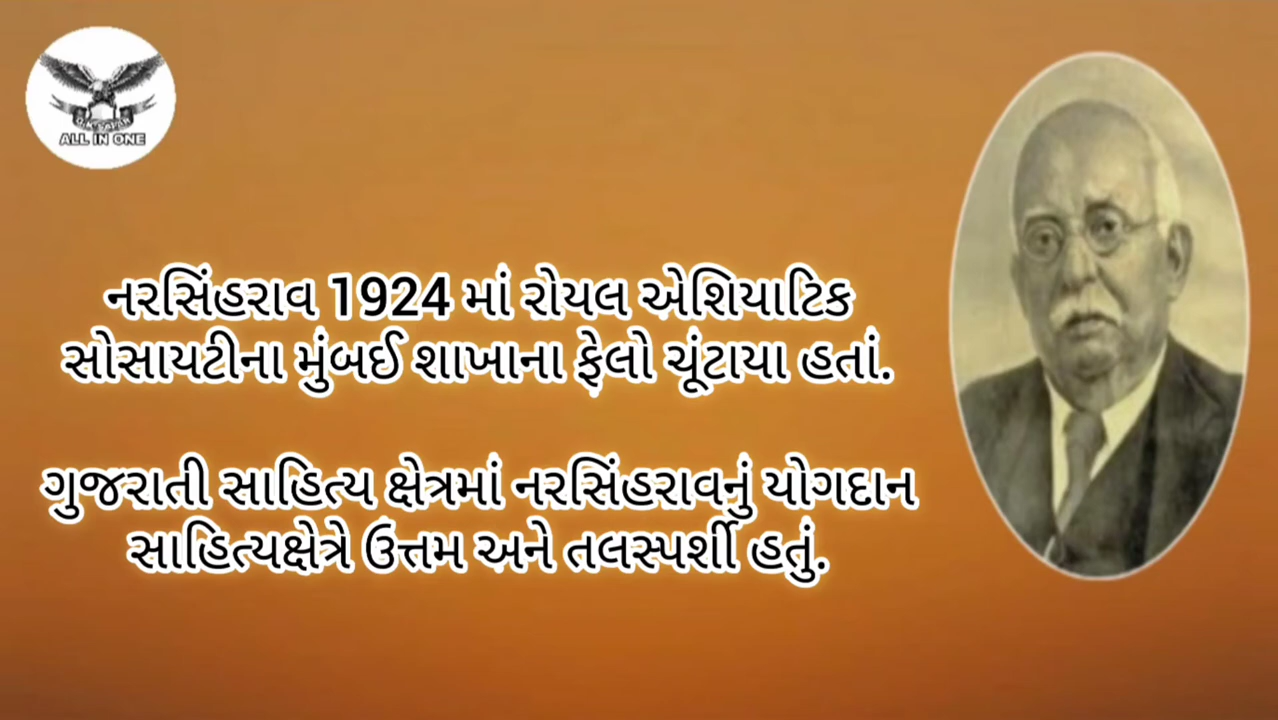 ALL IN ONE
નરસિંહરાવ 1924 માં રોયલ એશિયાટિક
સોસાયટીના મુંબઈ શાખાના ફેલો ચૂંટાયા હતાં.
ગુજરાતી સાહિત્ય ક્ષેત્રમાં નરસિંહરાવનું યોગદાન
સાહિત્યક્ષેત્રે ઉત્તમ અને તલસ્પર્શી હતું.